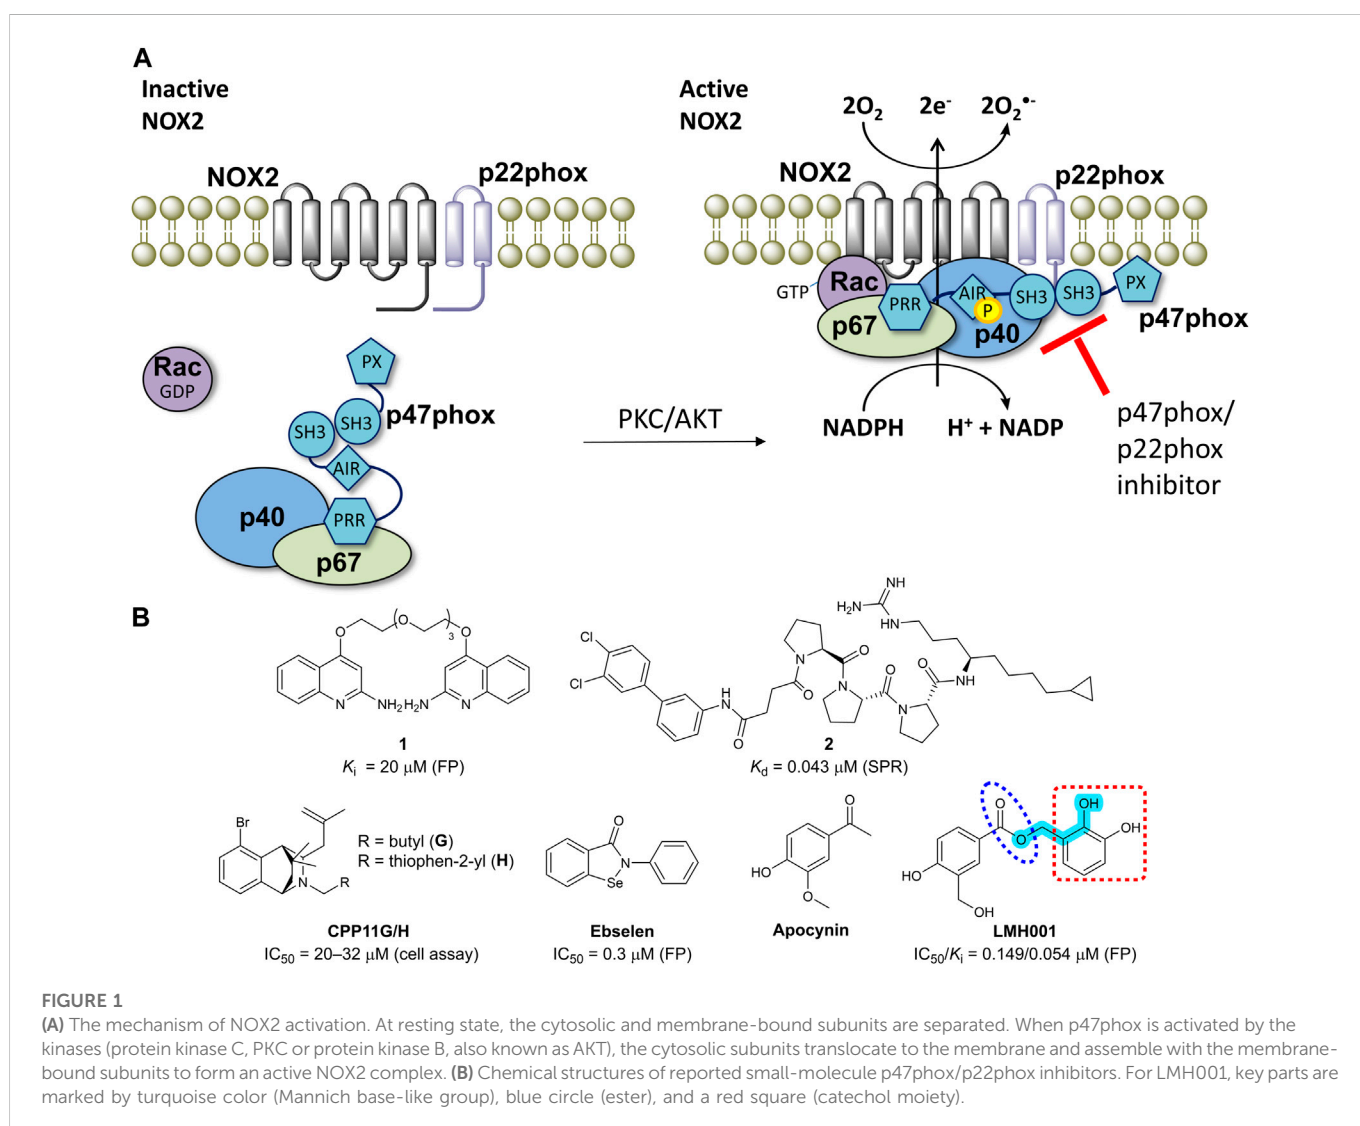 A
Inactive
NOX2
NOX2
p22phox
Rac
GDP
PX
p47phox
SH3
SH3
AIR
p40
PRR
p67
PKC/AKT
Active
NOX2
2O₂ 2e⁻ 2O₂•⁻
NOX2
p22phox
GTP
Rac
PRR
AIR
P
SH3
SH3
PX
p67
p40
p47phox
NADPH H⁺ + NADP
p47phox/
p22phox
inhibitor
B
O
O
3
O
N
NH₂
H₂N
N
1
Kᵢ = 20 μM (FP)
Cl
Cl
H
N
O
O
N
O
N
O
N
O
NH
HN
H₂N
NH
2
K_d = 0.043 μM (SPR)
Br
N
R
R = butyl (G)
R = thiophen-2-yl (H)
CPP11G/H
IC₅₀ = 20–32 μM (cell assay)
O
N
Se
Ebselen
IC₅₀ = 0.3 μM (FP)
O
HO
O
Apocynin
O
O
OH
OH
HO
OH
LMH001
IC₅₀/Kᵢ = 0.149/0.054 μM (FP)
FIGURE 1
(A) The mechanism of NOX2 activation. At resting state, the cytosolic and membrane-bound subunits are separated. When p47phox is activated by the
kinases (protein kinase C, PKC or protein kinase B, also known as AKT), the cytosolic subunits translocate to the membrane and assemble with the membrane-
bound subunits to form an active NOX2 complex. (B) Chemical structures of reported small-molecule p47phox/p22phox inhibitors. For LMH001, key parts are
marked by turquoise color (Mannich base-like group), blue circle (ester), and a red square (catechol moiety).